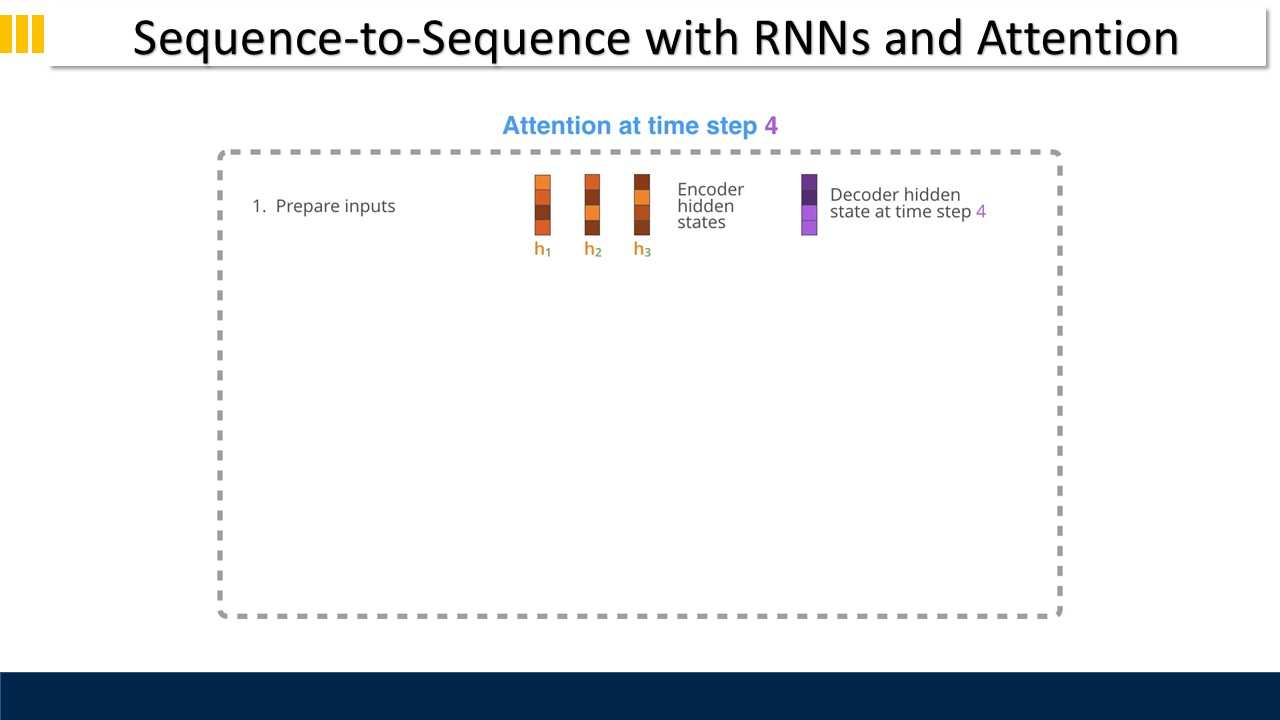 Sequence-to-Sequence with RNNs and Attention
Attention at time step 4
1. Prepare inputs
Encoder
hidden
states
Decoder hidden
state at time step 4
h₁ h₂ h₃